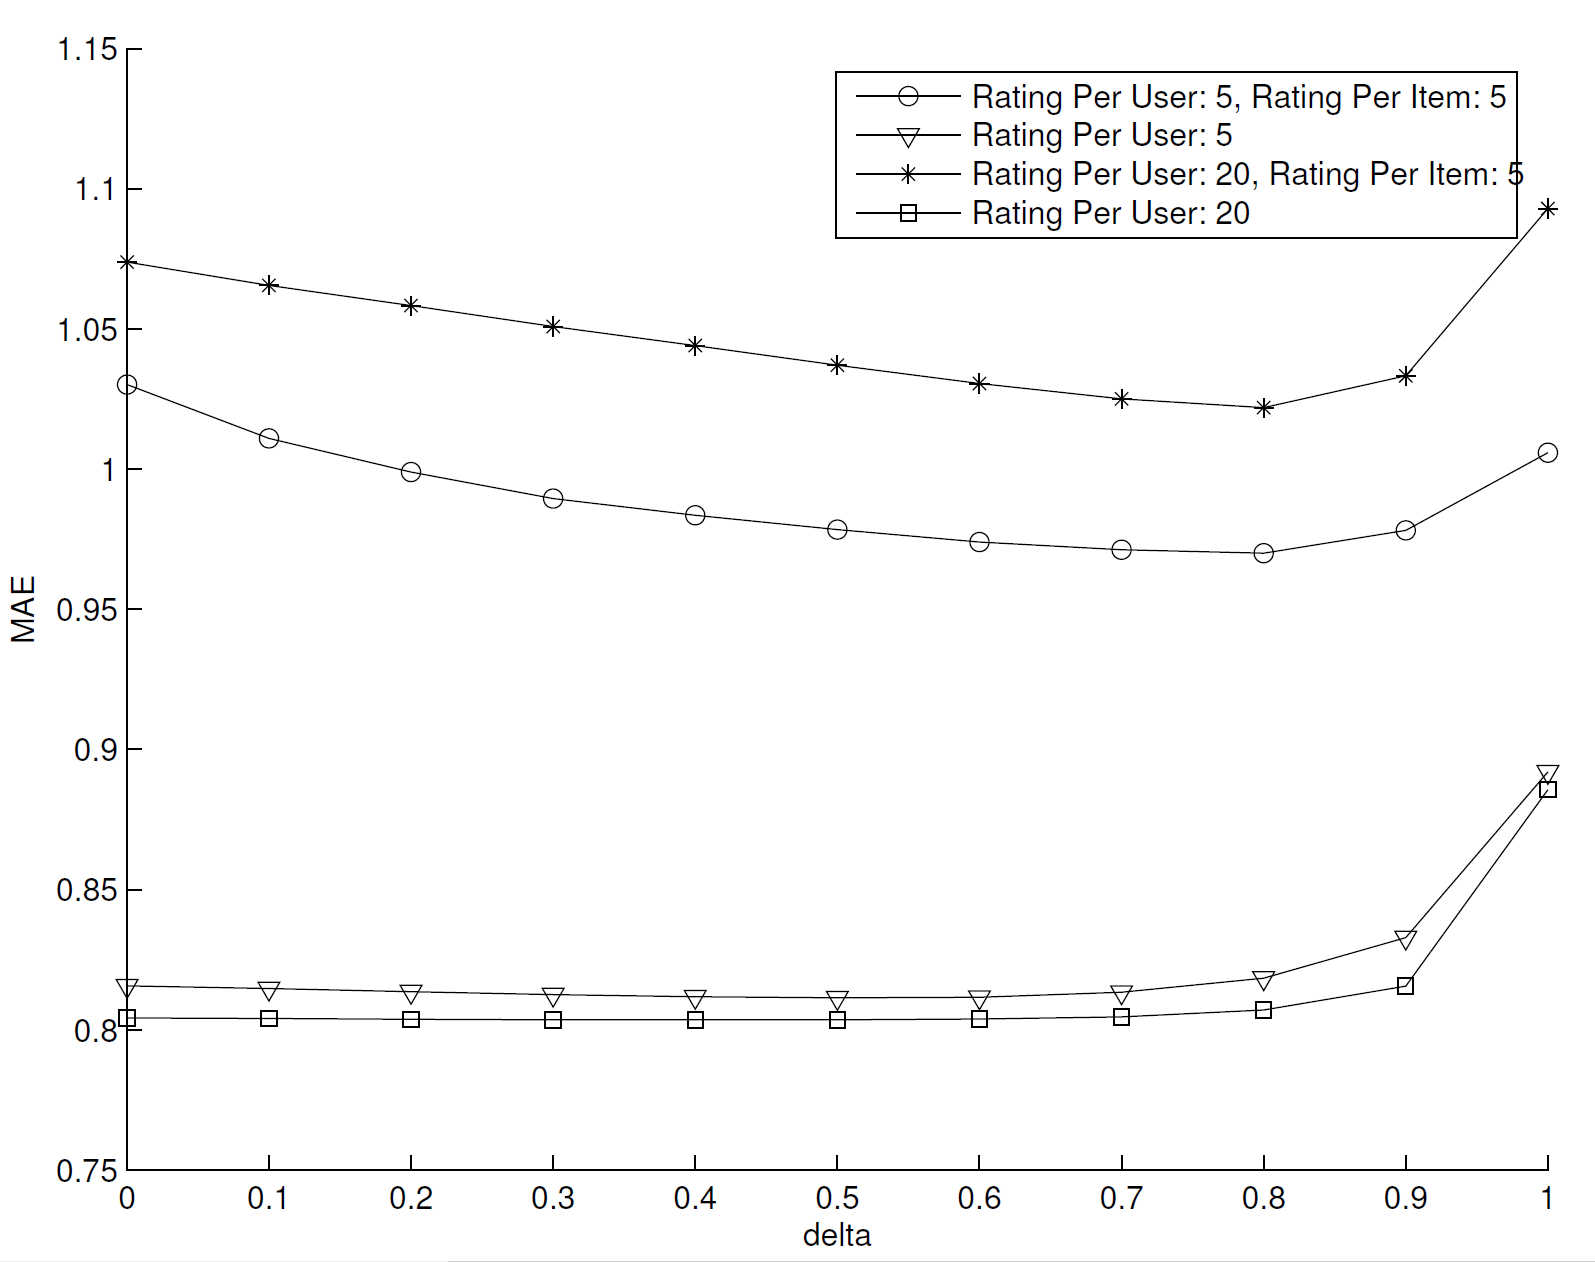 1.15
1.1
1.05
1
0.95
0.9
0.85
0.8
0.75
MAE
Rating Per User: 5, Rating Per Item: 5
Rating Per User: 5
Rating Per User: 20, Rating Per Item: 5
Rating Per User: 20
0 0.1 0.2 0.3 0.4 0.5 0.6 0.7 0.8 0.9 1
delta